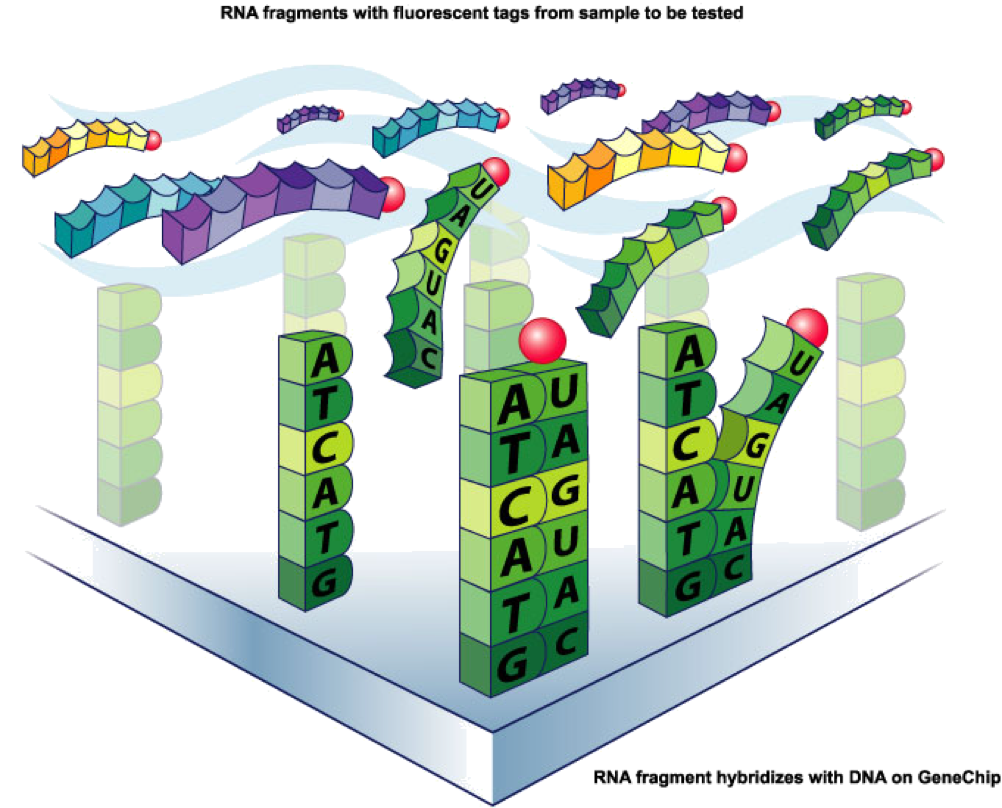 RNA fragments with fluorescent tags from sample to be tested
U
A
G
U
A
C
A
T
C
A
T
G
A U
T A
C G
A U
T A
G C
A U
T A
C G
A U
T A
G C
RNA fragment hybridizes with DNA on GeneChip